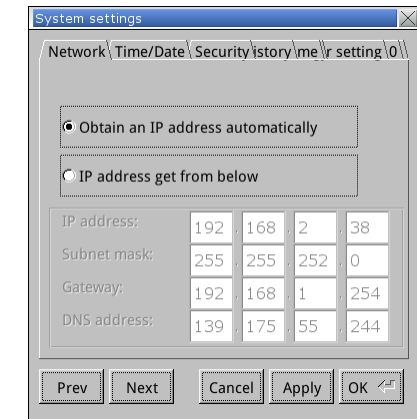 System settings
Network Time/Date Security istory me r setting 0
Obtain an IP address automatically
IP address get from below
IP address: 192 . 168 . 2 . 38
Subnet mask: 255 . 255 . 252 . 0
Gateway: 192 . 168 . 1 . 254
DNS address: 139 . 175 . 55 . 244
Prev Next Cancel Apply OK